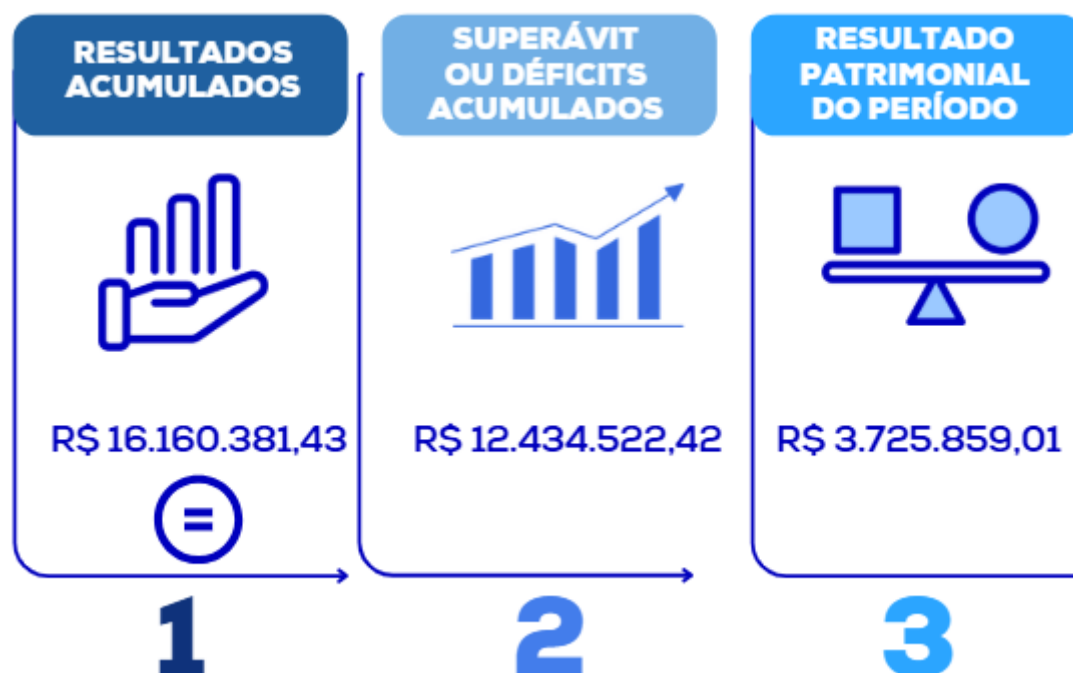 RESULTADOS
ACUMULADOS
R$ 16.160.381,43
=
1
SUPERÁVIT
OU DÉFICITS
ACUMULADOS
R$ 12.434.522,42
2
RESULTADO
PATRIMONIAL
DO PERÍODO
R$ 3.725.859,01
3